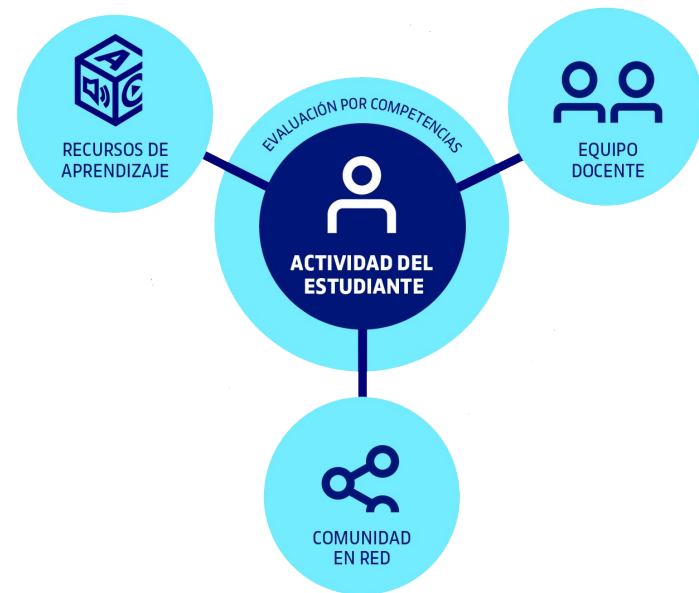 A
RECURSOS DE
APRENDIZAJE
EVALUACIÓN POR COMPETENCIAS
ACTIVIDAD DEL
ESTUDIANTE
EQUIPO
DOCENTE
COMUNIDAD
EN RED